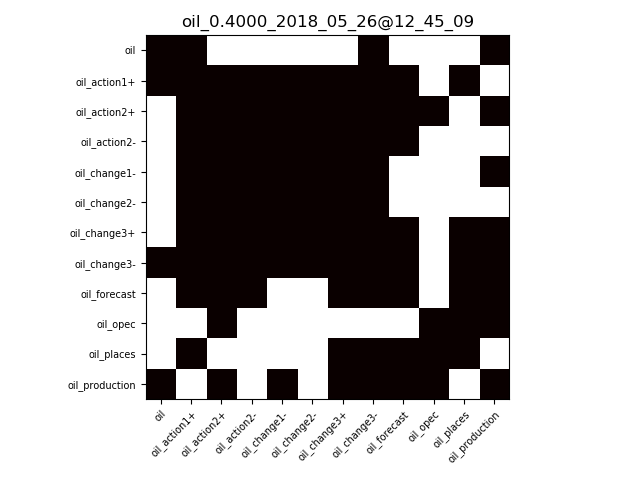 oil_0.4000_2018_05_26@12_45_09
oil
oil_action1+
oil_action2+
oil_action2-
oil_change1-
oil_change2-
oil_change3+
oil_change3-
oil_forecast
oil_opec
oil_places
oil_production
oil
oil_action1+
oil_action2+
oil_action2-
oil_change1-
oil_change2-
oil_change3+
oil_change3-
oil_forecast
oil_opec
oil_places
oil_production